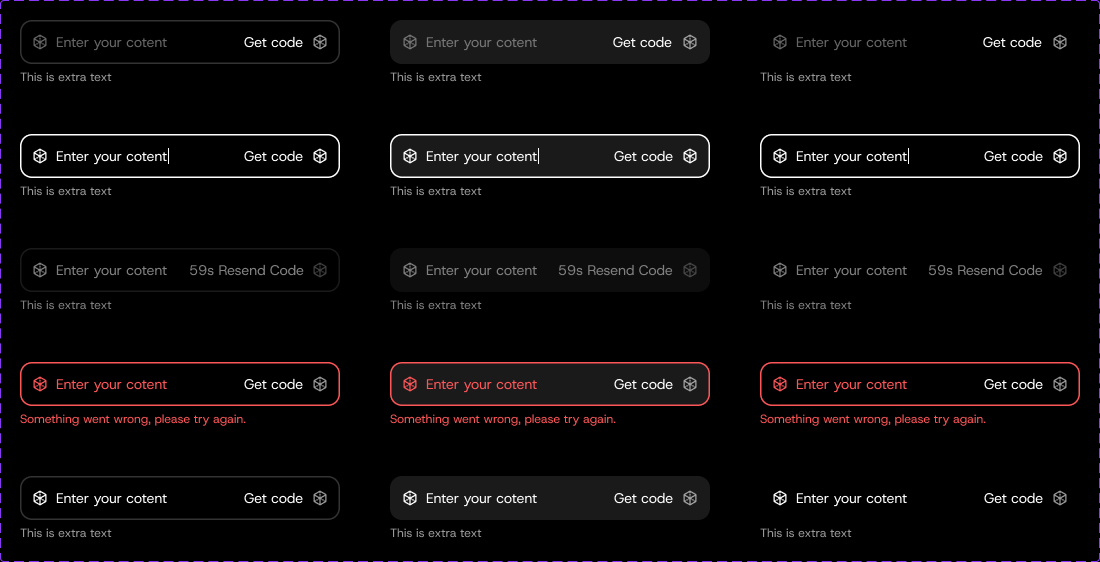 Enter your cotent Get code Enter your cotent Get code Enter your cotent Get code
This is extra text This is extra text This is extra text
Enter your cotent Get code Enter your cotent Get code Enter your cotent Get code
This is extra text This is extra text This is extra text
Enter your cotent 59s Resend Code Enter your cotent 59s Resend Code Enter your cotent 59s Resend Code
This is extra text This is extra text This is extra text
Enter your cotent Get code Enter your cotent Get code Enter your cotent Get code
Something went wrong, please try again. Something went wrong, please try again. Something went wrong, please try again.
Enter your cotent Get code Enter your cotent Get code Enter your cotent Get code
This is extra text This is extra text This is extra text